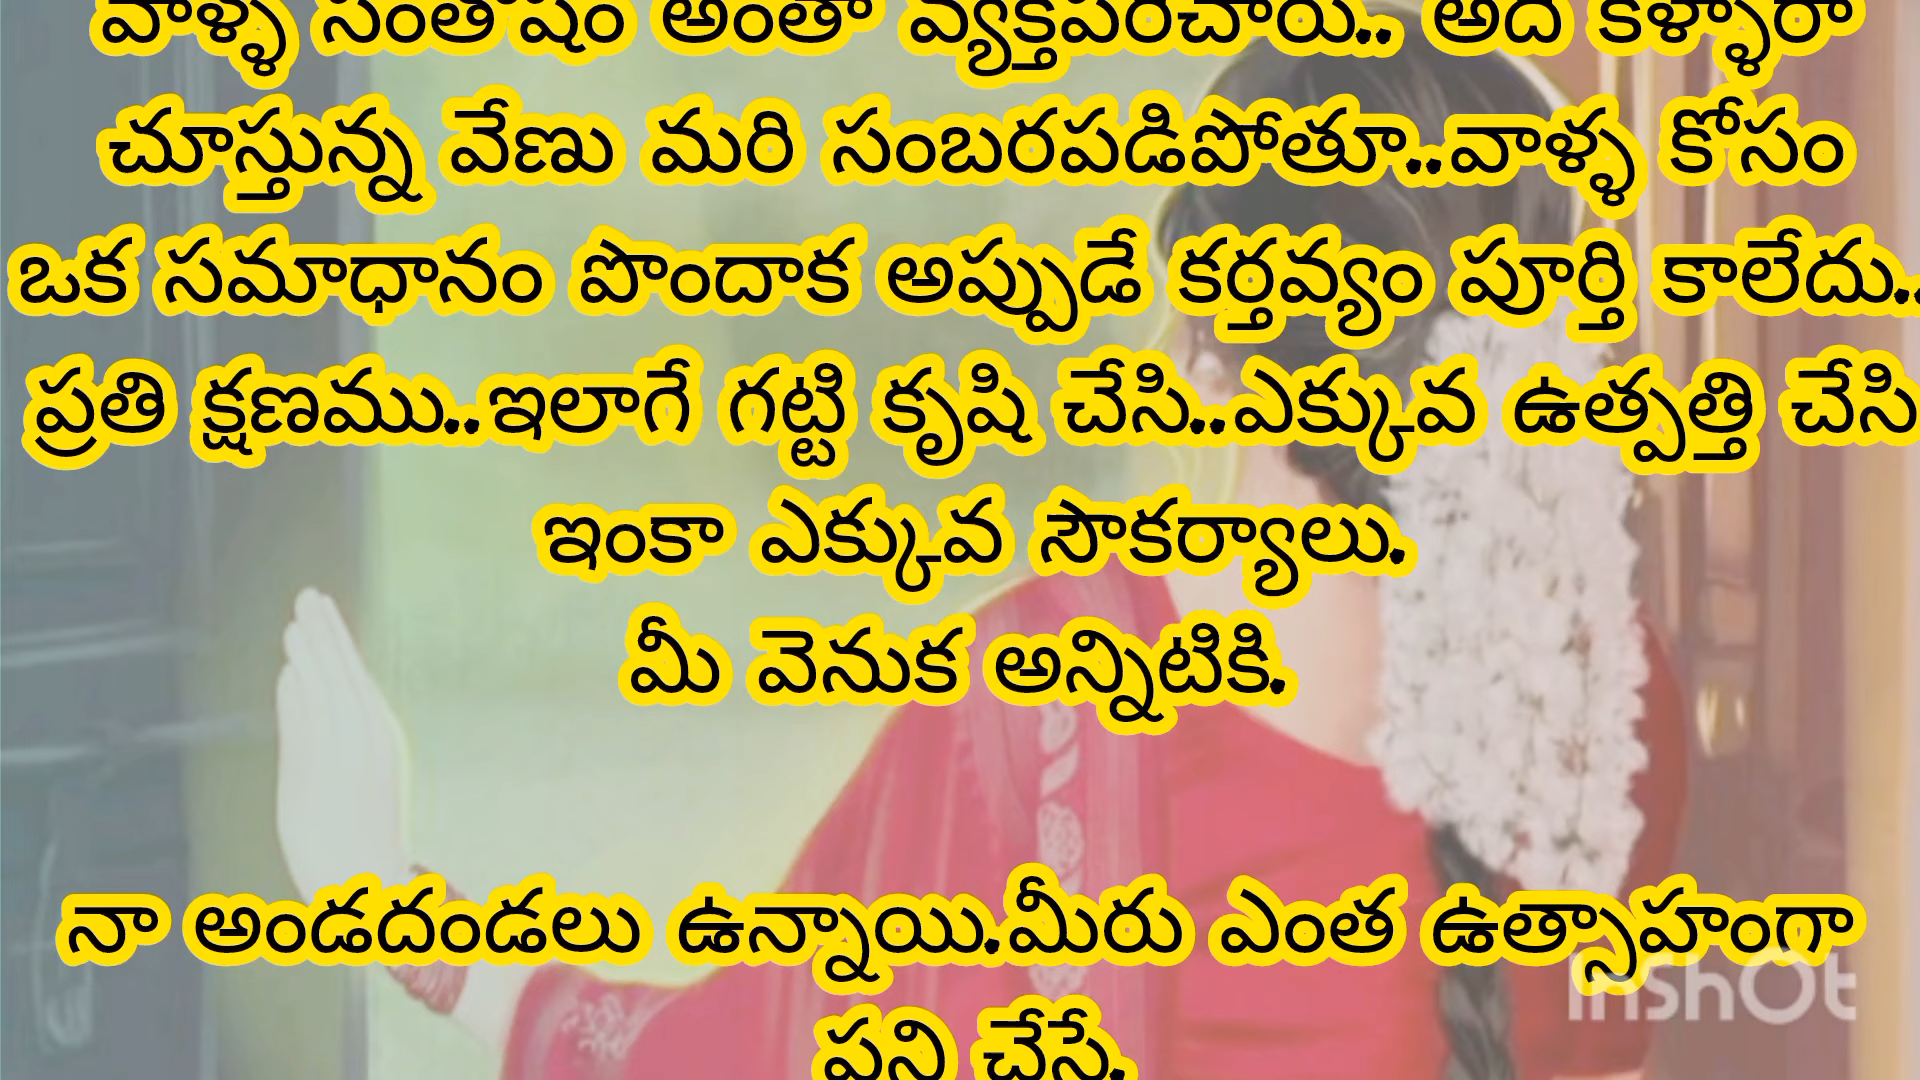 వాళ్ళ సంతోషం అంతా వ్యక్తపరిచారు.. అది కళ్ళారా
చూస్తున్న వేణు మరి సంబరపడిపోతూ..వాళ్ళ కోసం
ఒక సమాధానం పొందాక అప్పుడే కర్తవ్యం పూర్తి కాలేదు..
ప్రతి క్షణము..ఇలాగే గట్టి కృషి చేసి..ఎక్కువ ఉత్పత్తి చేసి
ఇంకా ఎక్కువ సౌకర్యాలు.
మీ వెనుక అన్నిటికి.
నా అండదండలు ఉన్నాయి.మీరు ఎంత ఉత్సాహంగా
InShOt
పని చేస్తే.